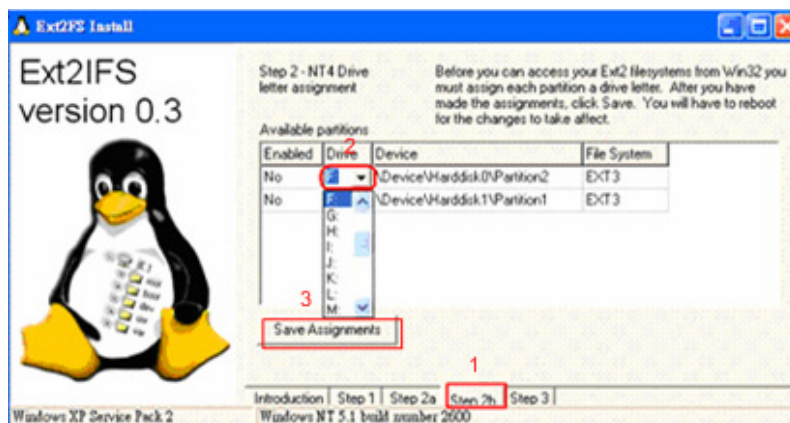 Ext2FS Install
Ext2IFS
version 0.3
Step 2 - NT4 Drive
letter assignment
Before you can access your Ext2 filesystems from Win32 you
must assign each partition a drive letter. After you have
made the assignments, click Save. You will have to reboot
for the changes to take affect.
Available partitions
2
Enabled Drive Device File System
No F: \Device\Harddisk0\Partition2 EXT3
No \Device\Harddisk1\Partition1 EXT3
F:
G:
H:
I:
J:
K:
L:
M:
3
Save Assignments
1
Introduction Step 1 Step 2a Step 2b Step 3
Windows XP Service Pack 2 Windows NT 5.1 build number 2600